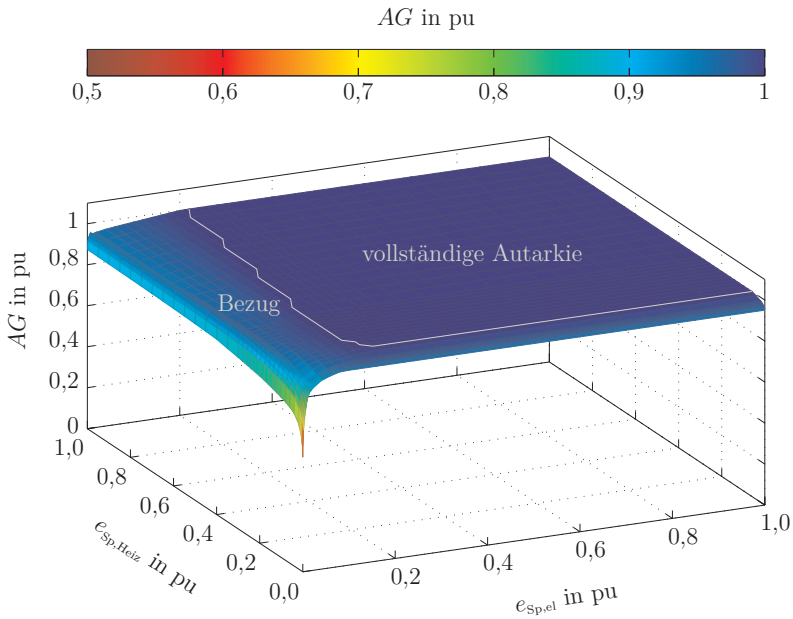 AG in pu
0,5 0,6 0,7 0,8 0,9 1
vollständige Autarkie
Bezug
AG in pu
1
0,8
0,6
0,4
0,2
0
1,0
0,8
0,6
0,4
0,2
0,0
e_Sp,Heiz in pu
0,2
0,4
0,6
0,8
1,0
e_Sp,el in pu